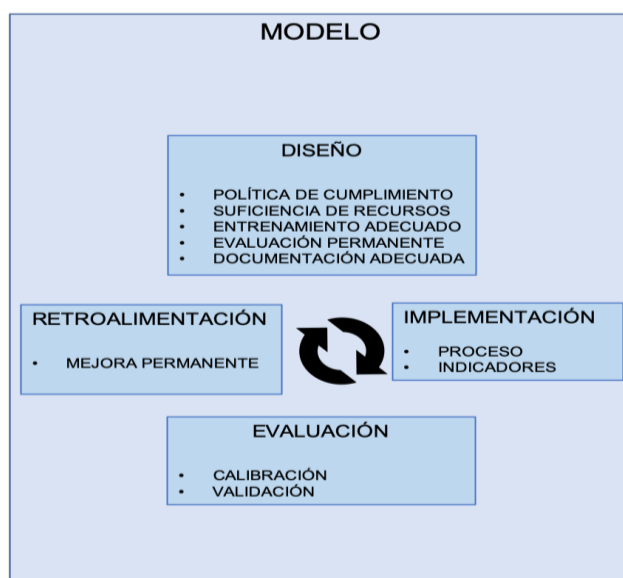 MODELO
DISEÑO
• POLÍTICA DE CUMPLIMIENTO
• SUFICIENCIA DE RECURSOS
• ENTRENAMIENTO ADECUADO
• EVALUACIÓN PERMANENTE
• DOCUMENTACIÓN ADECUADA
RETROALIMENTACIÓN
• MEJORA PERMANENTE
IMPLEMENTACIÓN
• PROCESO
• INDICADORES
EVALUACIÓN
• CALIBRACIÓN
• VALIDACIÓN